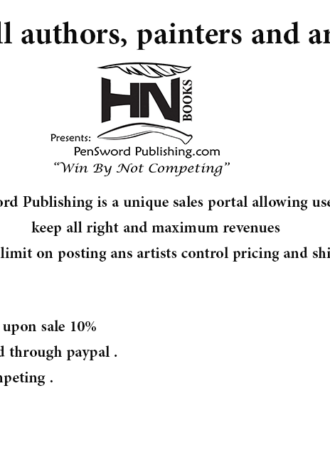 ll authors, painters and ar
HN
BOOKS
Presents:
PenSword Publishing.com
“Win By Not Competing”
ord Publishing is a unique sales portal allowing use
keep all right and maximum revenues
limit on posting ans artists control pricing and shi
upon sale 10%
d through paypal .
mpeting .